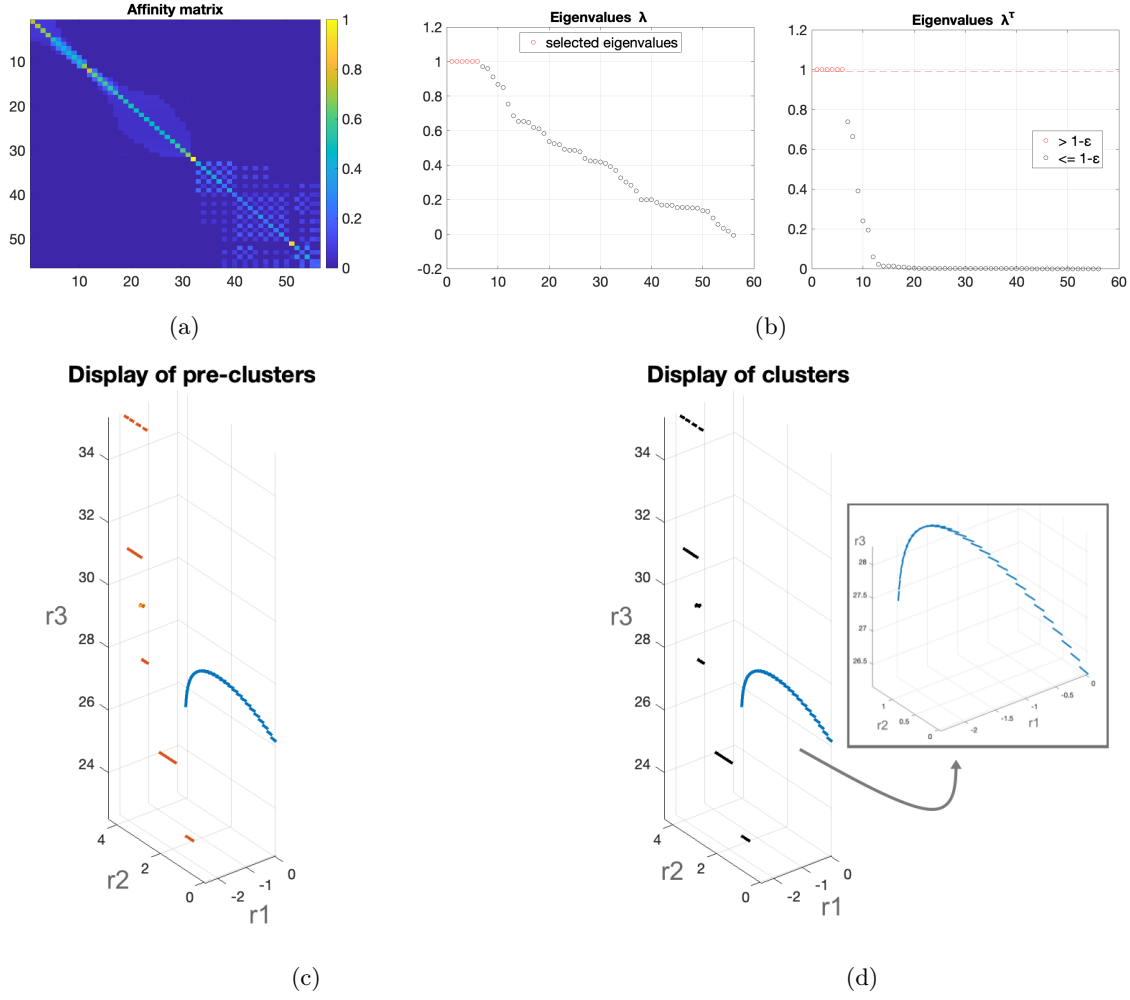 Affinity matrix
10
20
30
40
50
10 20 30 40 50
1
0.8
0.6
0.4
0.2
0
(a)
Eigenvalues λ
1.2
1
0.8
0.6
0.4
0.2
0
-0.2
0 10 20 30 40 50 60
selected eigenvalues
Eigenvalues λ^τ
1.2
1
0.8
0.6
0.4
0.2
0
0 10 20 30 40 50 60
> 1-ε
<= 1-ε
(b)
Display of pre-clusters
34
32
30
28
26
24
r3
4
2
0
r2
-2
-1
0
r1
(c)
Display of clusters
34
32
30
28
26
24
r3
4
2
0
r2
-2
-1
0
r1
r3
28
27.5
27
26.5
1
0.5
0
r2
-2
-1.5
-1
-0.5
0
r1
(d)